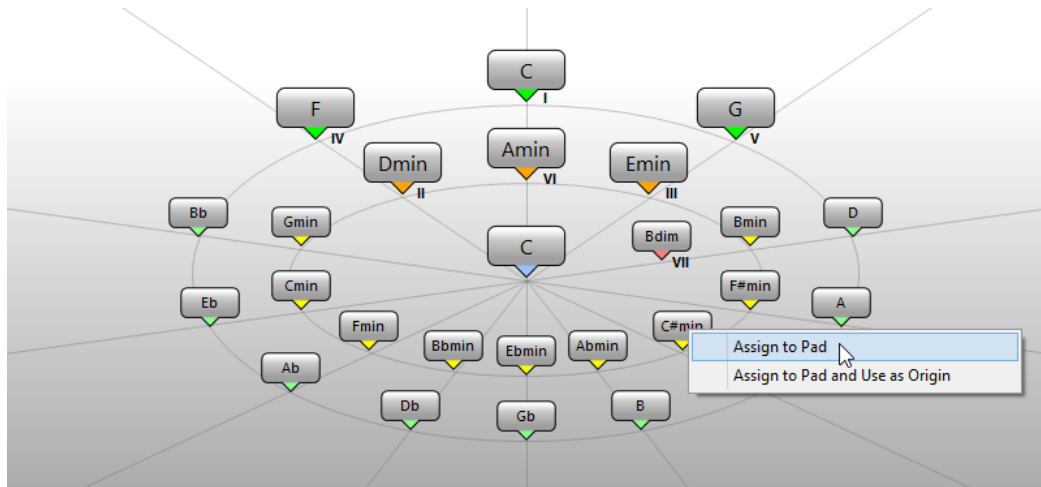 C
I
F
IV
G
V
Dmin
II
Amin
VI
Emin
III
Bb
Gmin
C
Bdim
VII
Bmin
D
Eb
Cmin
F#min
A
Fmin
Bbmin
Ebmin
Abmin
C#min
Assign to Pad
Assign to Pad and Use as Origin
Ab
Db
Gb
B